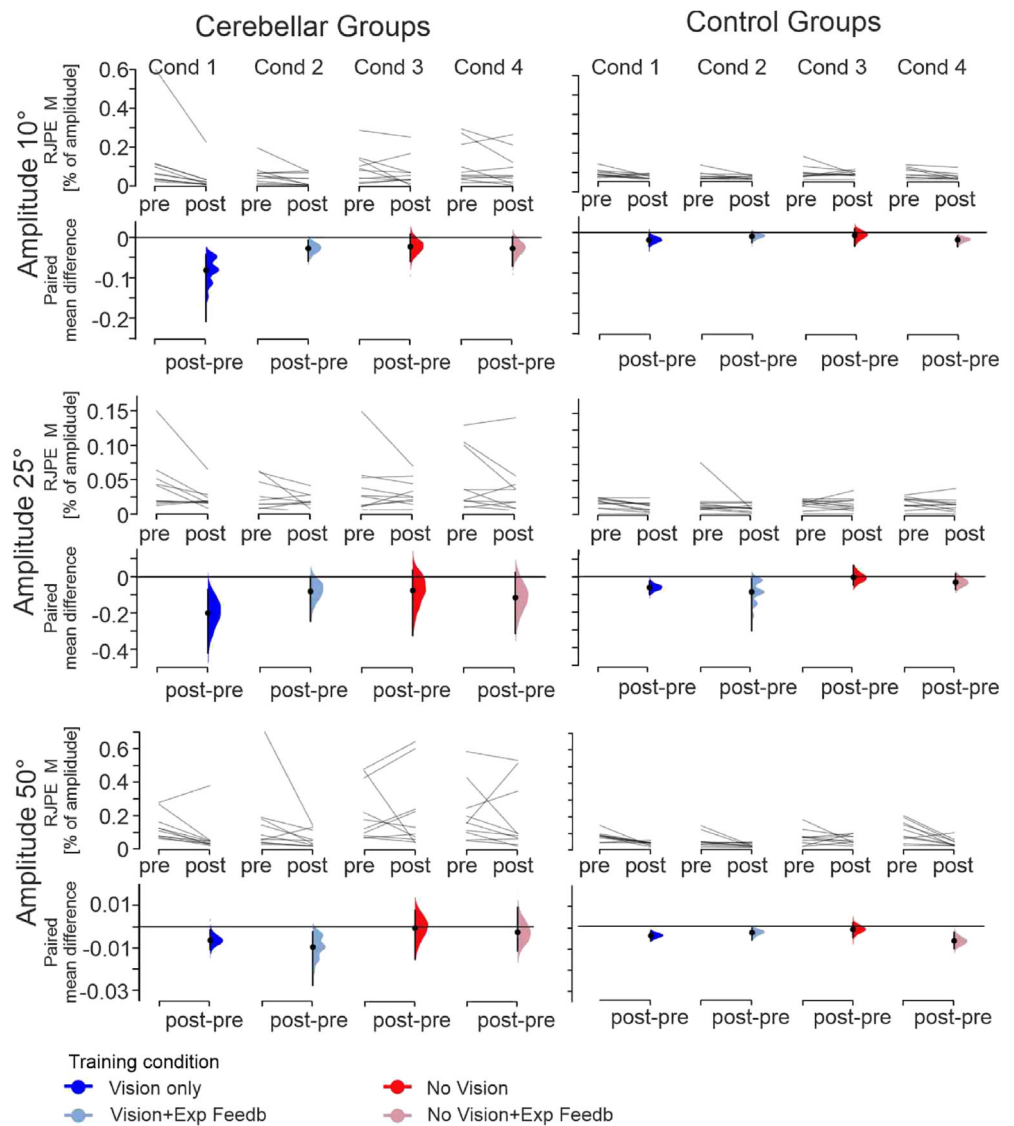 Cerebellar Groups
Control Groups
Cond 1 Cond 2 Cond 3 Cond 4
Cond 1 Cond 2 Cond 3 Cond 4
Amplitude 10°
RJPE M
[% of amplidude]
0.6
0.4
0.2
0
pre post pre post pre post pre post
pre post pre post pre post pre post
Paired
mean difference
0
-0.1
-0.2
post-pre post-pre post-pre post-pre
post-pre post-pre post-pre post-pre
Amplitude 25°
RJPE M
[% of amplidude]
0.15
0.10
0.05
0
pre post pre post pre post pre post
pre post pre post pre post pre post
Paired
mean difference
0
-0.2
-0.4
post-pre post-pre post-pre post-pre
post-pre post-pre post-pre post-pre
Amplitude 50°
RJPE M
[% of amplidude]
0.6
0.4
0.2
0
pre post pre post pre post pre post
pre post pre post pre post pre post
Paired
mean difference
0.01
-0.01
-0.03
post-pre post-pre post-pre post-pre
post-pre post-pre post-pre post-pre
Training condition
Vision only
No Vision
Vision+Exp Feedb
No Vision+Exp Feedb